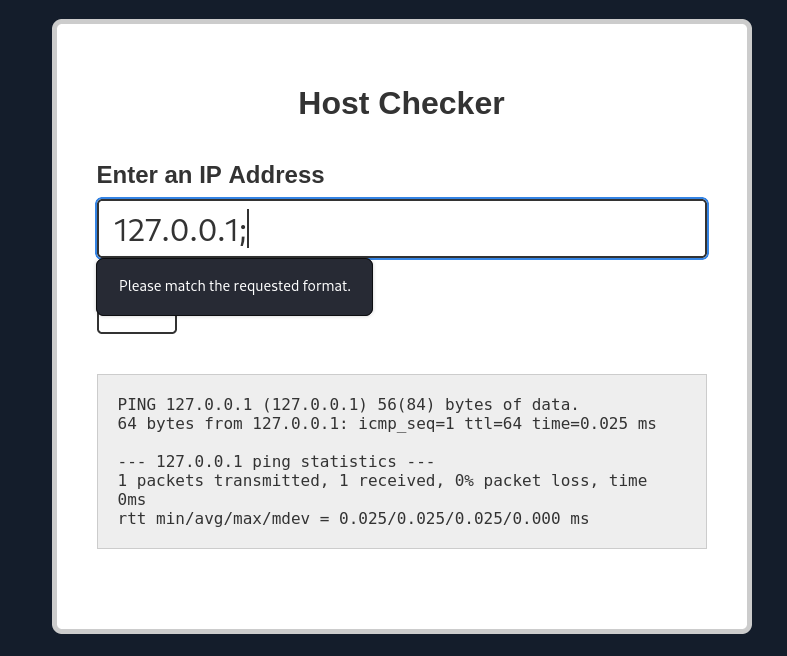 Host Checker
Enter an IP Address
127.0.0.1;
Please match the requested format.
PING 127.0.0.1 (127.0.0.1) 56(84) bytes of data.
64 bytes from 127.0.0.1: icmp_seq=1 ttl=64 time=0.025 ms
--- 127.0.0.1 ping statistics ---
1 packets transmitted, 1 received, 0% packet loss, time
0ms
rtt min/avg/max/mdev = 0.025/0.025/0.025/0.000 ms